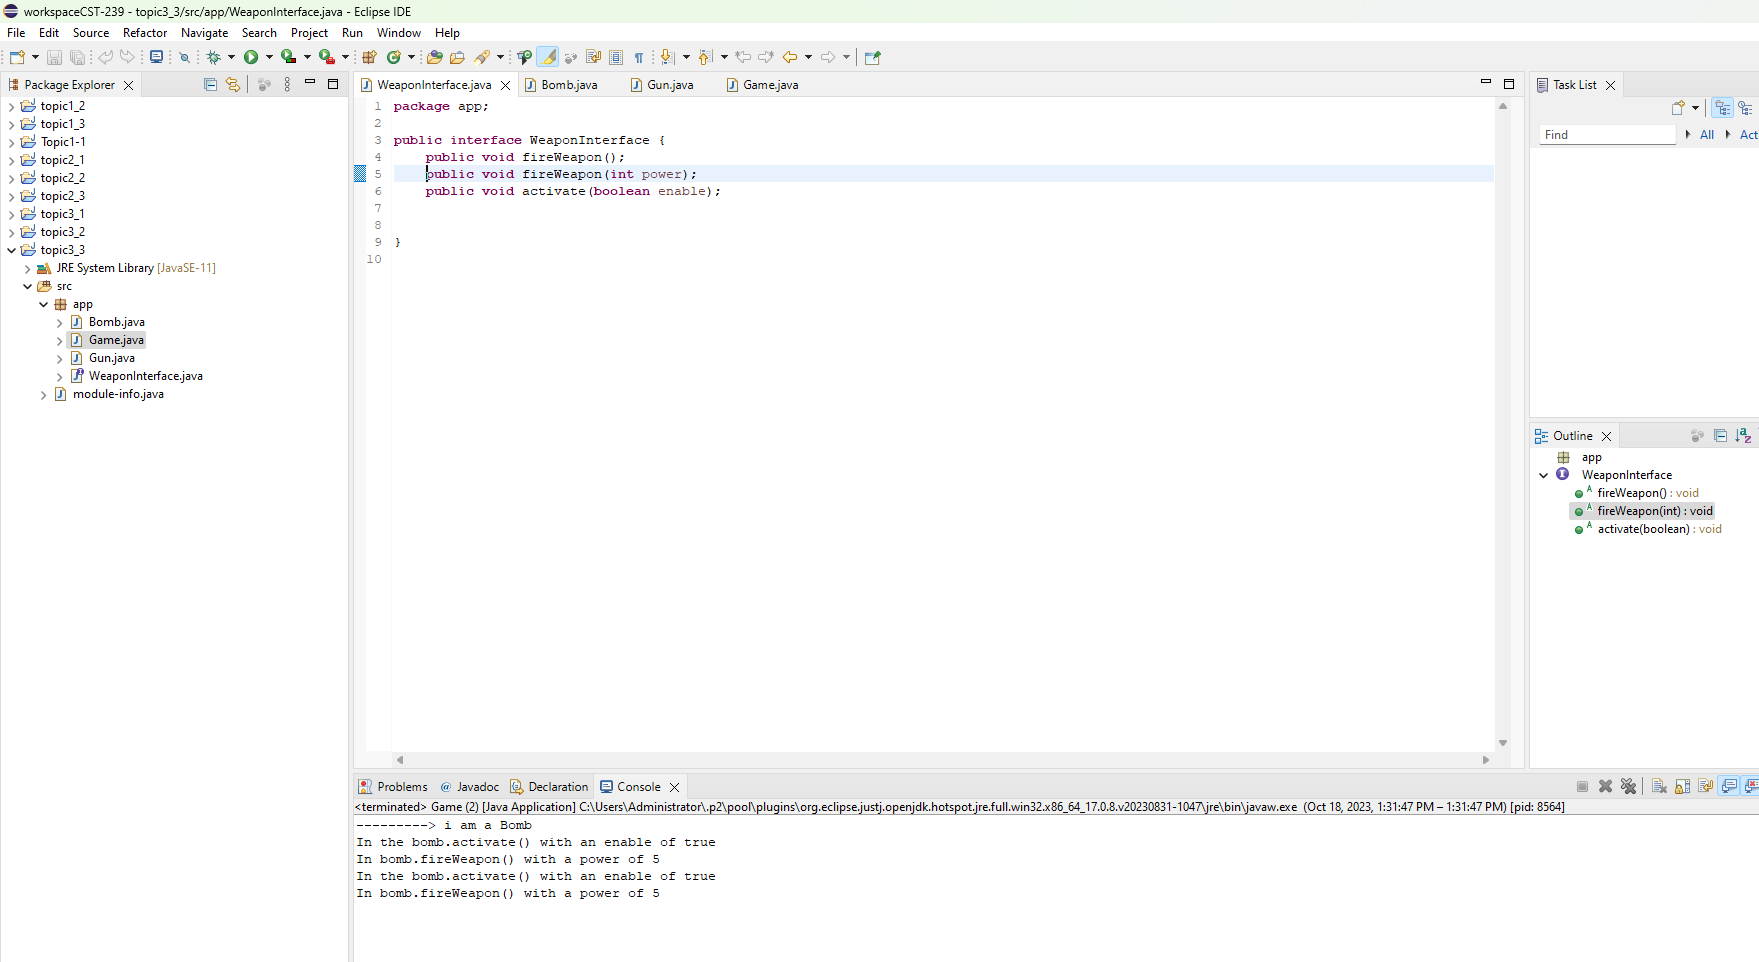 workspaceCST-239 - topic3_3/src/app/WeaponInterface.java - Eclipse IDE
File Edit Source Refactor Navigate Search Project Run Window Help
Package Explorer
topic1_2
topic1_3
Topic1-1
topic2_1
topic2_2
topic2_3
topic3_1
topic3_2
topic3_3
JRE System Library [JavaSE-11]
src
app
Bomb.java
Game.java
Gun.java
WeaponInterface.java
module-info.java
WeaponInterface.java Bomb.java Gun.java Game.java
1 package app;
2
3 public interface WeaponInterface {
4 public void fireWeapon();
5 public void fireWeapon(int power);
6 public void activate(boolean enable);
7
8
9 }
10
Task List
Find All Act
Outline
app
WeaponInterface
fireWeapon() : void
fireWeapon(int) : void
activate(boolean) : void
Problems Javadoc Declaration Console
<terminated> Game (2) [Java Application] C:\Users\Administrator\.p2\pool\plugins\org.eclipse.justj.openjdk.hotspot.jre.full.win32.x86_64_17.0.8.v20230831-1047\jre\bin\javaw.exe (Oct 18, 2023, 1:31:47 PM – 1:31:47 PM) [pid: 8564]
---------> i am a Bomb
In the bomb.activate() with an enable of true
In bomb.fireWeapon() with a power of 5
In the bomb.activate() with an enable of true
In bomb.fireWeapon() with a power of 5